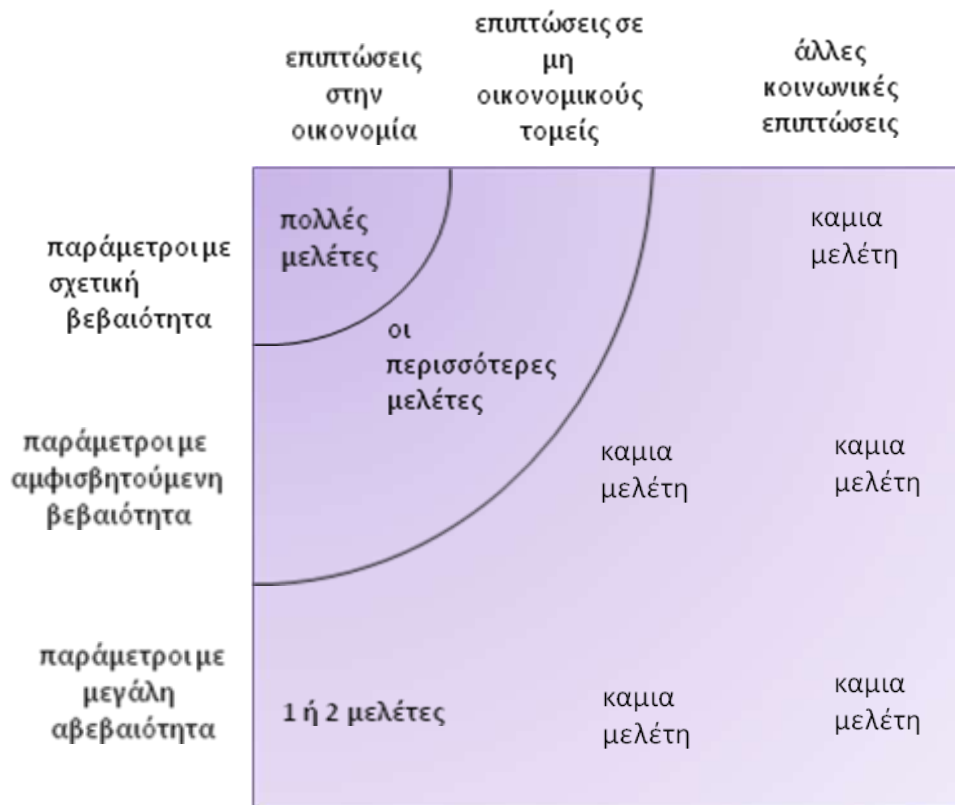 επιπτώσεις
στην
οικονομία
επιπτώσεις σε
μη
οικονομικούς
τομείς
άλλες
κοινωνικές
επιπτώσεις
παράμετροι με
σχετική
βεβαιότητα
πολλές
μελέτες
καμια
μελέτη
οι
περισσότερες
μελέτες
παράμετροι με
αμφισβητούμενη
βεβαιότητα
καμια
μελέτη
καμια
μελέτη
παράμετροι με
μεγάλη
αβεβαιότητα
1 ή 2 μελέτες
καμια
μελέτη
καμια
μελέτη